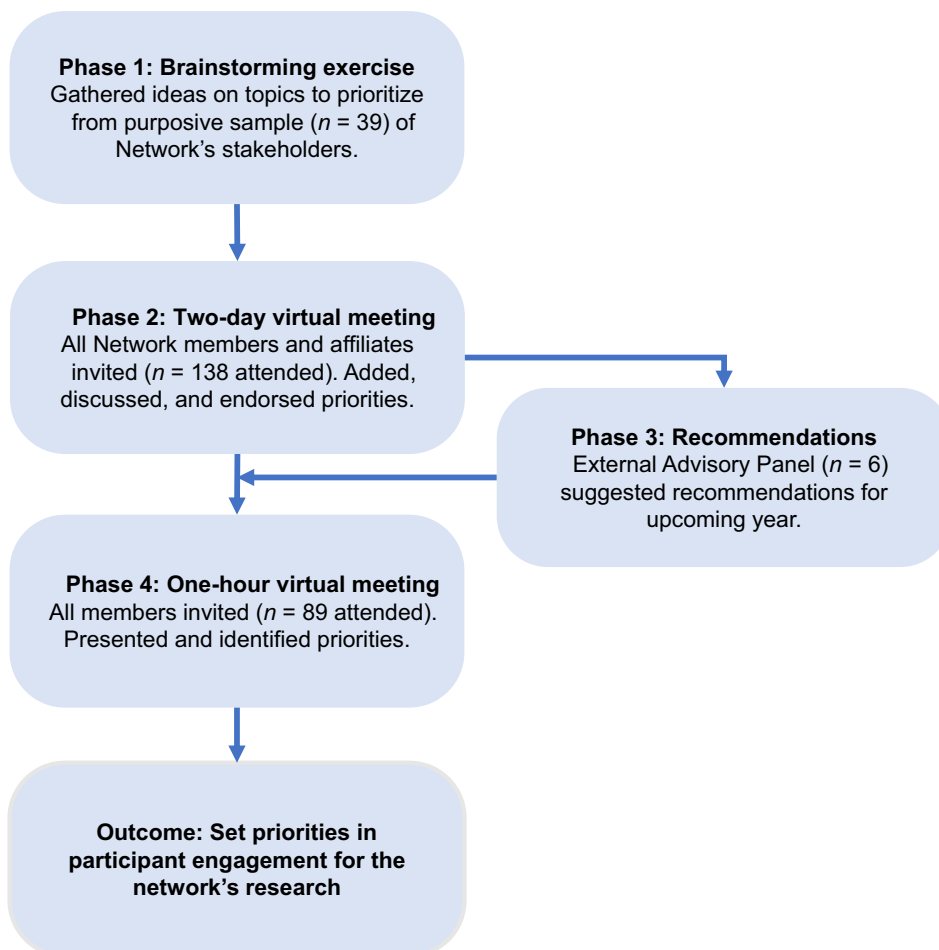 Phase 1: Brainstorming exercise
Gathered ideas on topics to prioritize
from purposive sample (n = 39) of
Network's stakeholders.
Phase 2: Two-day virtual meeting
All Network members and affiliates
invited (n = 138 attended). Added,
discussed, and endorsed priorities.
Phase 3: Recommendations
External Advisory Panel (n = 6)
suggested recommendations for
upcoming year.
Phase 4: One-hour virtual meeting
All members invited (n = 89 attended).
Presented and identified priorities.
Outcome: Set priorities in
participant engagement for the
network's research